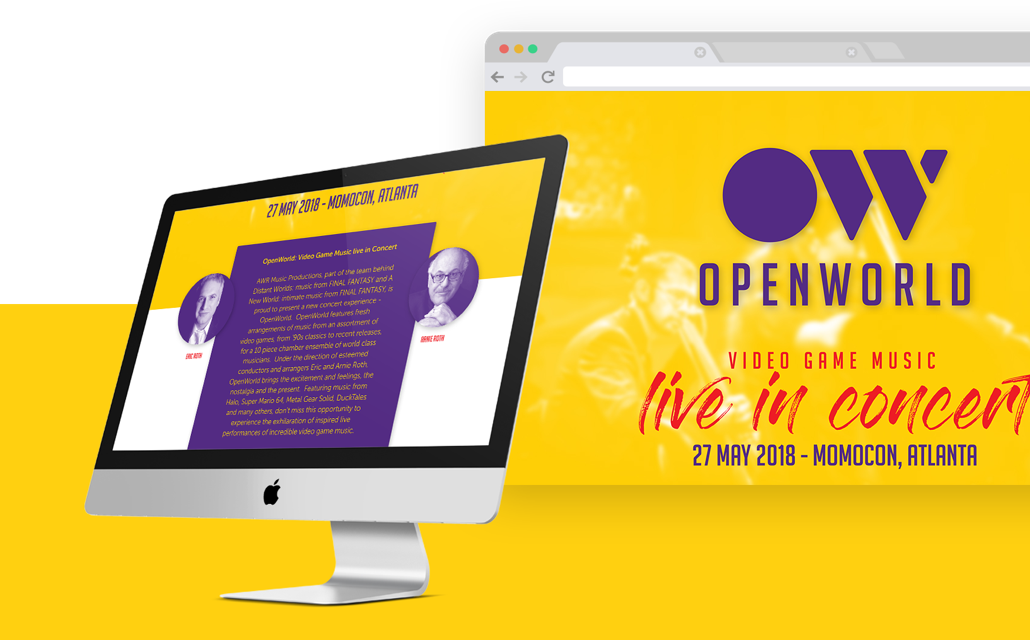 27 MAY 2018 - MOMOCON, ATLANTA
OpenWorld: Video Game Music live in Concert
AWR Music Productions, part of the team behind
Distant Worlds: music from FINAL FANTASY and A
New World: intimate music from FINAL FANTASY, is
proud to present a new concert experience -
OpenWorld. OpenWorld features fresh
arrangements of music from an assortment of
video games, from '90s classics to recent releases,
for a 10 piece chamber ensemble of world class
musicians. Under the direction of esteemed
conductors and arrangers Eric and Arnie Roth,
OpenWorld brings the excitement and feelings, the
nostalgia and the present. Featuring music from
Halo, Super Mario 64, Metal Gear Solid, DuckTales
and many others, don't miss this opportunity to
experience the exhilaration of inspired live
performances of incredible video game music.
ERIC ROTH
ARNIE ROTH
OW
OPENWORLD
VIDEO GAME MUSIC
live in concert
27 MAY 2018 - MOMOCON, ATLANTA